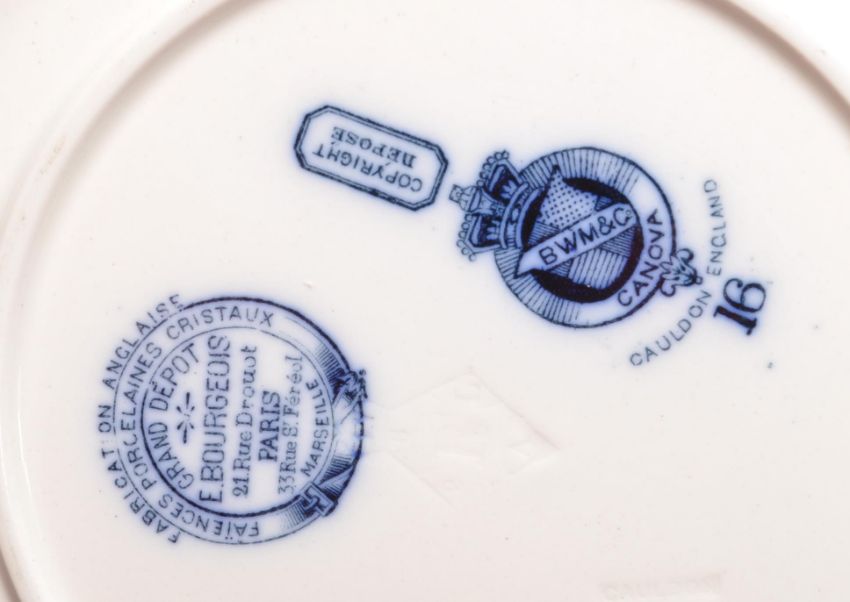 COPYRIGHT
DÉPOSÉ
BWM&Co
CANOVA
CAULDON ENGLAND
16
FABRICATION ANGLAISE
FAÏENCES PORCELAINES CRISTAUX
GRAND DÉPOT
E.BOURGEOIS
21.Rue Drouot
PARIS
33 Rue St Féréol
MARSEILLE